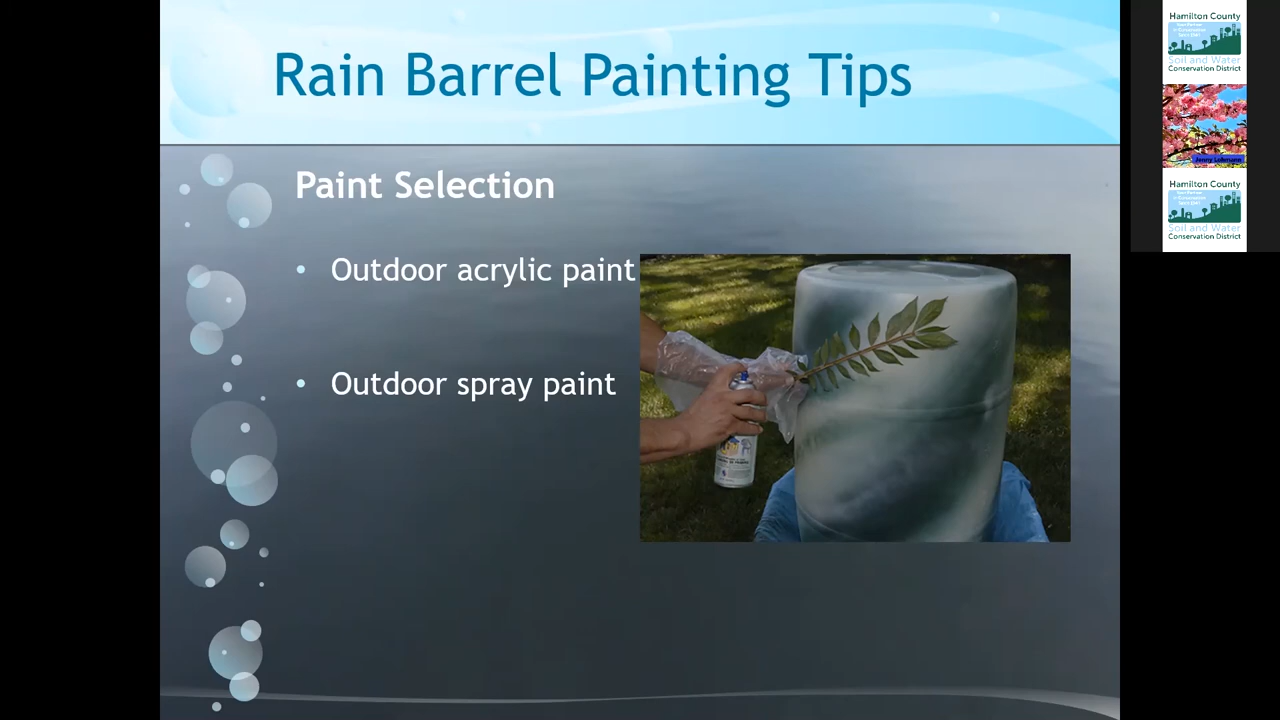 Rain Barrel Painting Tips
Paint Selection
• Outdoor acrylic paint
• Outdoor spray paint
Hamilton County
Soil and Water
Conservation District
Jenny Lohmann
Hamilton County
Soil and Water
Conservation District